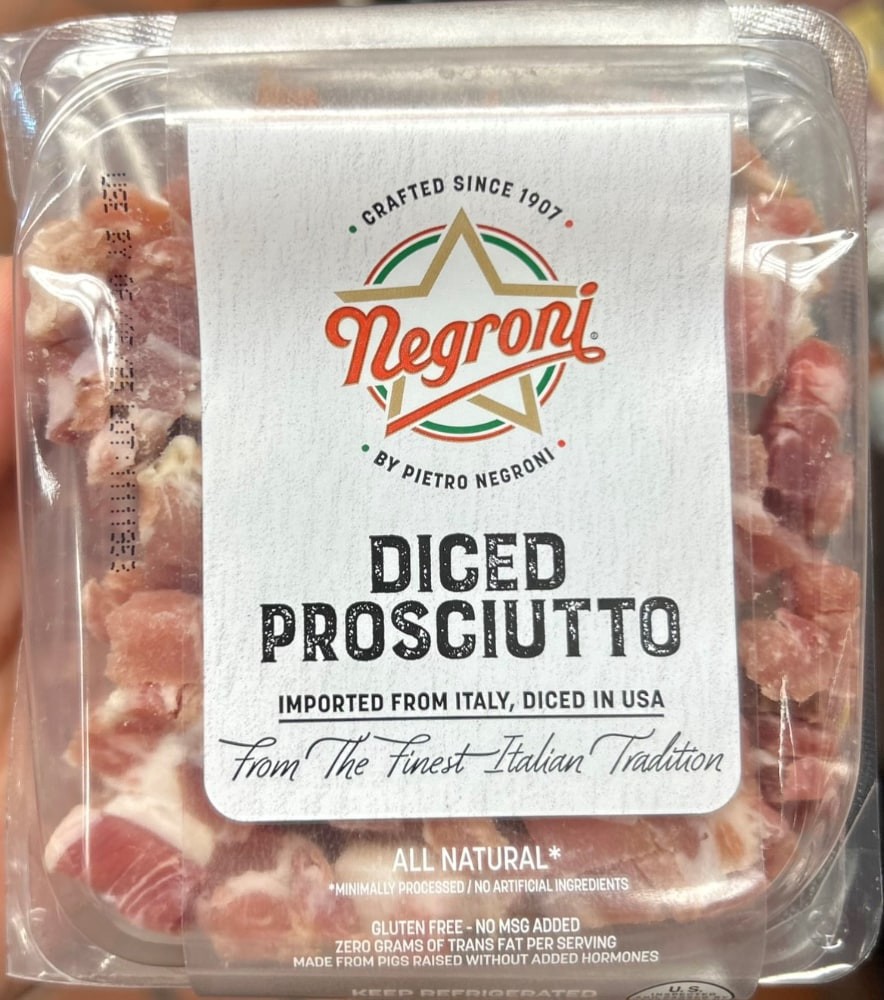 CRAFTED SINCE 1907
Negroni®
BY PIETRO NEGRONI
DICED
PROSCIUTTO
IMPORTED FROM ITALY, DICED IN USA
From The Finest Italian Tradition
ALL NATURAL*
*MINIMALLY PROCESSED / NO ARTIFICIAL INGREDIENTS
GLUTEN FREE - NO MSG ADDED
ZERO GRAMS OF TRANS FAT PER SERVING
MADE FROM PIGS RAISED WITHOUT ADDED HORMONES
KEEP REFRIGERATED
U.S.